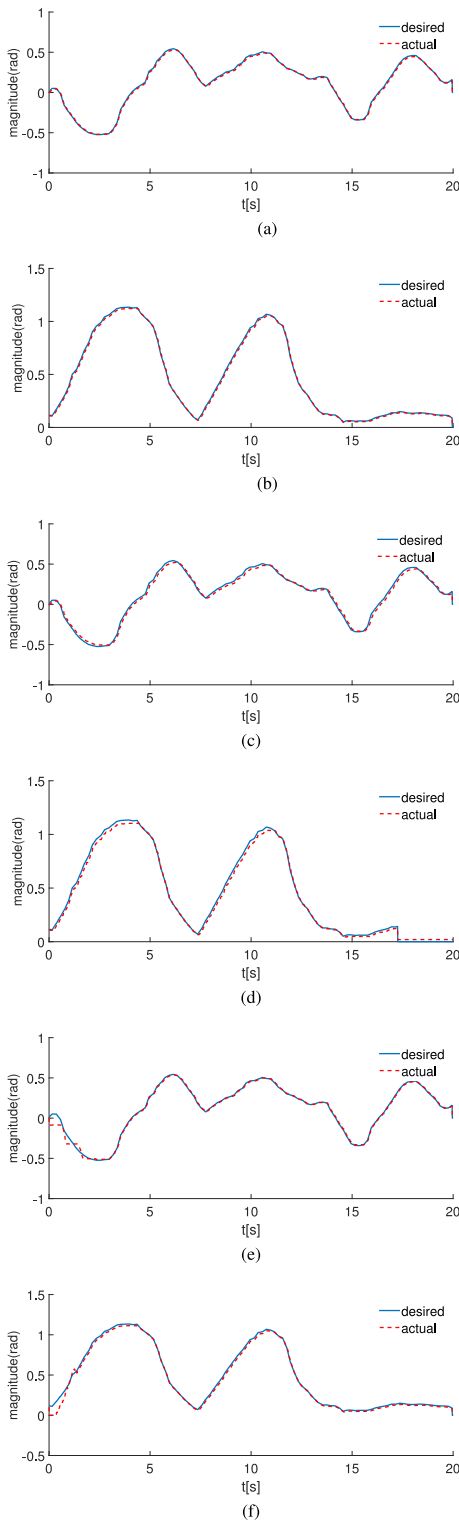 1
desired
actual
0.5
0
-0.5
-1
magnitude(rad)
0 5 10 15 20
t[s]
(a)
1.5
desired
actual
1
0.5
0
magnitude(rad)
0 5 10 15 20
t[s]
(b)
1
desired
actual
0.5
0
-0.5
-1
magnitude(rad)
0 5 10 15 20
t[s]
(c)
1.5
desired
actual
1
0.5
0
magnitude(rad)
0 5 10 15 20
t[s]
(d)
1
desired
actual
0.5
0
-0.5
-1
magnitude(rad)
0 5 10 15 20
t[s]
(e)
1.5
desired
actual
1
0.5
0
-0.5
magnitude(rad)
0 5 10 15 20
t[s]
(f)